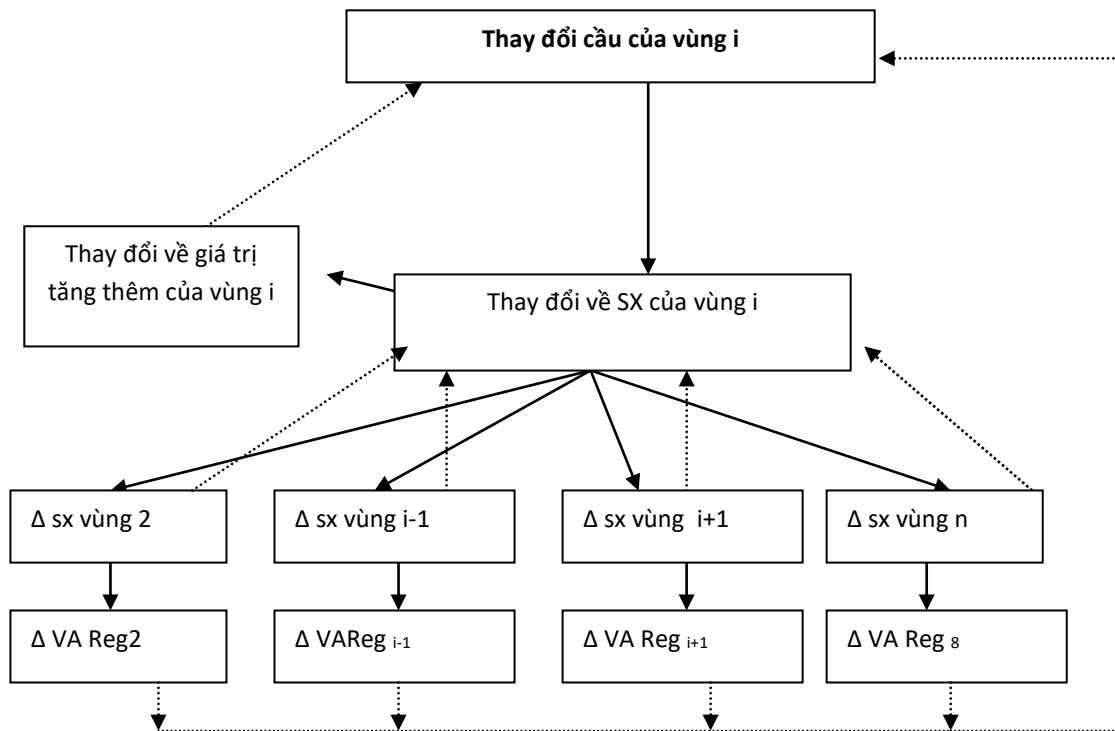 Thay đổi cầu của vùng i
Thay đổi về giá trị
tăng thêm của vùng i
Thay đổi về SX của vùng i
Δ sx vùng 2
Δ sx vùng i-1
Δ sx vùng i+1
Δ sx vùng n
Δ VA Reg2
Δ VAReg i-1
Δ VA Reg i+1
Δ VA Reg 8